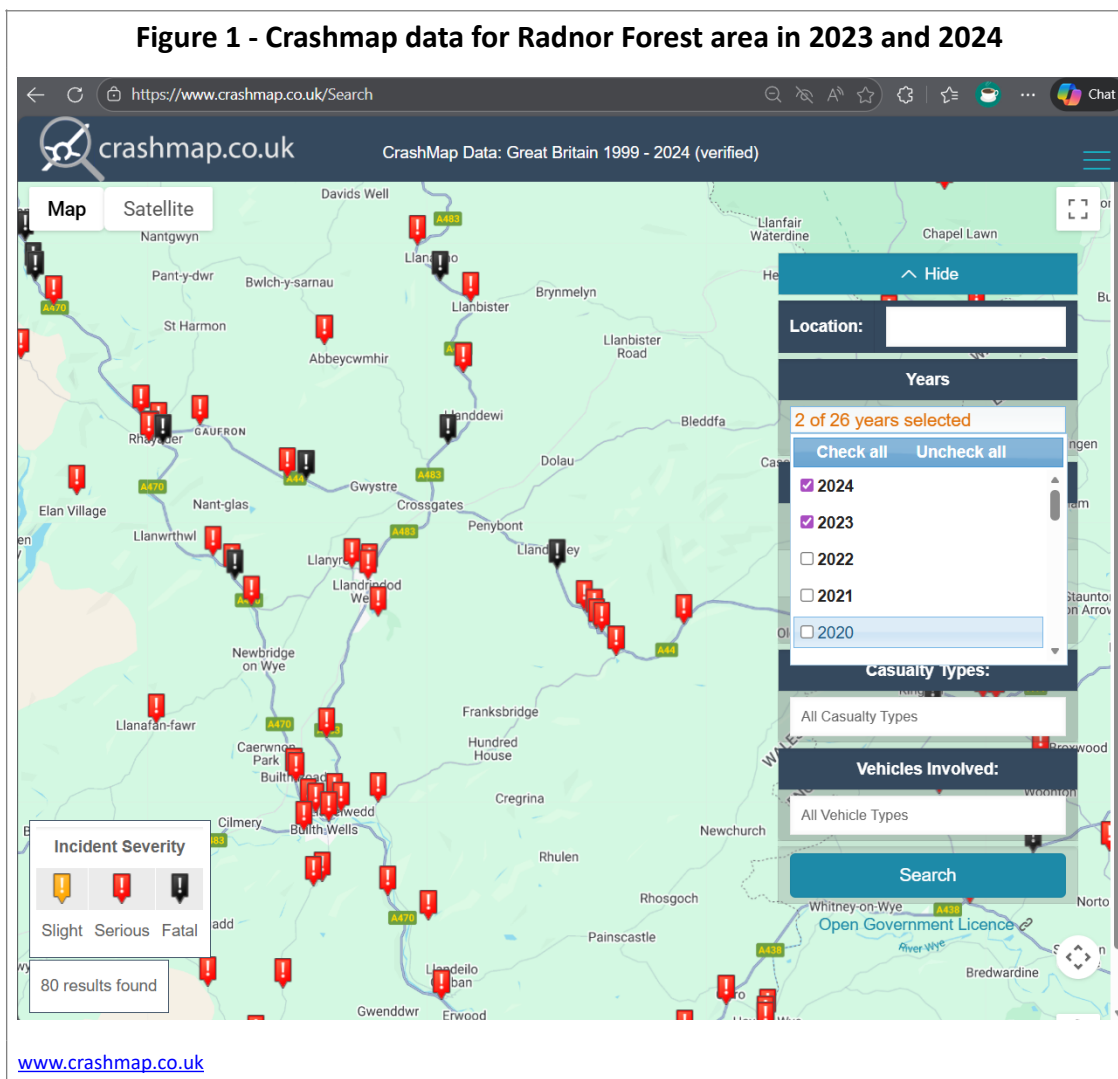 Figure 1 - Crashmap data for Radnor Forest area in 2023 and 2024
https://www.crashmap.co.uk/Search
Chat
crashmap.co.uk
CrashMap Data: Great Britain 1999 - 2024 (verified)
Map Satellite
Davids Well
A483
Llanfair
Waterdine
Chapel Lawn
Nantgwyn
Pant-y-dwr
Bwlch-y-sarnau
Brynmelyn
Llanbister
A470
St Harmon
Abbeycwmhir
Llanbister
Road
Bleddfa
GAUFRON
Dolau
A44
A483
Gwystre
Crossgates
Elan Village
A470
Nant-glas
Penybont
Llanwrthwl
A483
Llandrindod
Newbridge
on Wye
A44
Llanafan-fawr
A470
Franksbridge
Hundred
House
Caerwnon
Park
Cregrina
Cilmery
Builth Wells
Newchurch
Rhulen
Rhosgoch
A470
Painscastle
A438
Whitney-on-Wye
A438
River Wye
Bredwardine
Gwenddwr
Erwood
Hide
Location:
Years
2 of 26 years selected
Check all Uncheck all
2024
2023
2022
2021
2020
Casualty Types:
All Casualty Types
Vehicles Involved:
All Vehicle Types
Search
Open Government Licence
Incident Severity
Slight Serious Fatal
80 results found
www.crashmap.co.uk